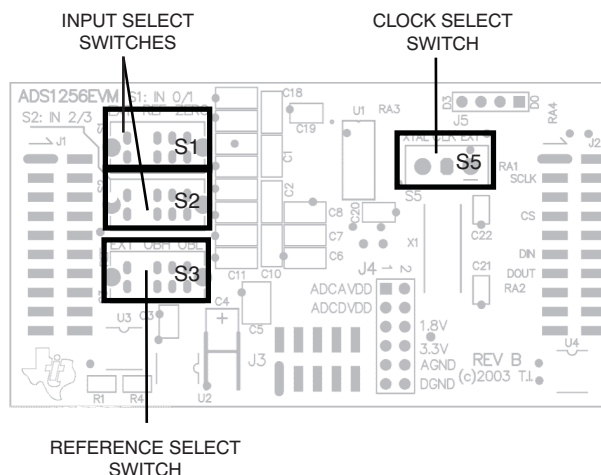 INPUT SELECT
SWITCHES
CLOCK SELECT
SWITCH
ADS1256EVM
S1: IN 0/1
S2: IN 2/3
J1
S1
S2
EXT OBH OBL
S3
C18
C19
C1
C2
U1
RA3
D3
D0
J5
RA4
J2
XTAL CLK EXT
S5
S5
RA1
SCLK
C20
C8
C7
C6
X1
C22
CS
C11
C10
C21
DIN
DOUT
RA2
J4
1
2
ADCAVDD
ADCDVDD
1.8V
3.3V
AGND
DGND
U3
C3
C4
C5
J3
U2
R1
R4
U4
REV B
(c)2003 T.I.
REFERENCE SELECT
SWITCH